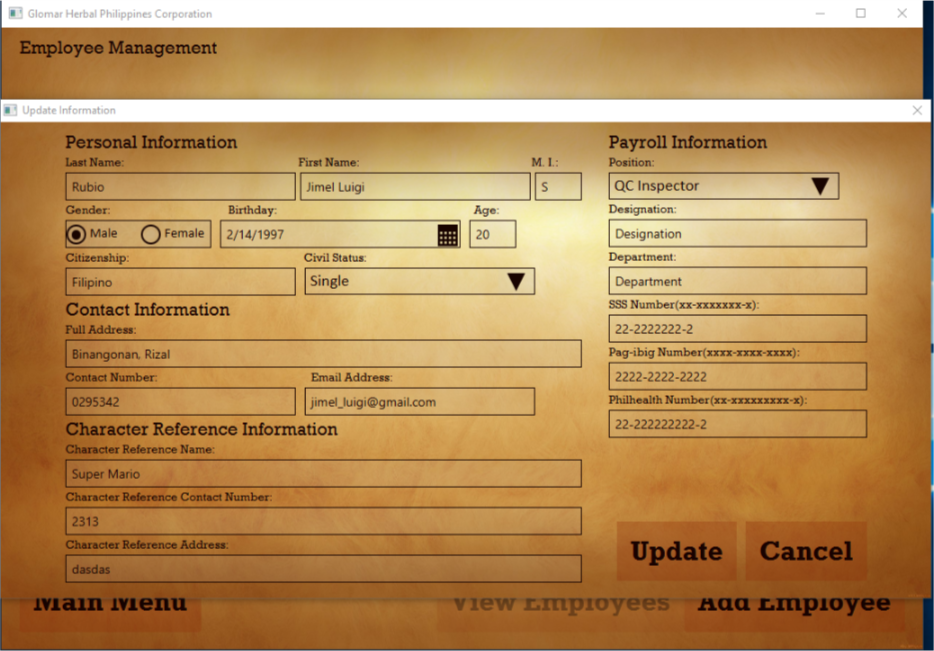 Glomar Herbal Philippines Corporation
Employee Management
Update Information
Personal Information
Last Name: First Name: M. I.:
Rubio Jimel Luigi S
Gender: Birthday: Age:
Male Female 2/14/1997 20
Citizenship: Civil Status:
Filipino Single
Contact Information
Full Address:
Binangonan, Rizal
Contact Number: Email Address:
0295342 jimel_luigi@gmail.com
Character Reference Information
Character Reference Name:
Super Mario
Character Reference Contact Number:
2313
Character Reference Address:
dasdas
Payroll Information
Position:
QC Inspector
Designation:
Designation
Department:
Department
SSS Number(xx-xxxxxxx-x):
22-2222222-2
Pag-ibig Number(xxxx-xxxx-xxxx):
2222-2222-2222
Philhealth Number(xx-xxxxxxxxx-x):
22-222222222-2
Update Cancel
Main Menu View Employees Add Employee